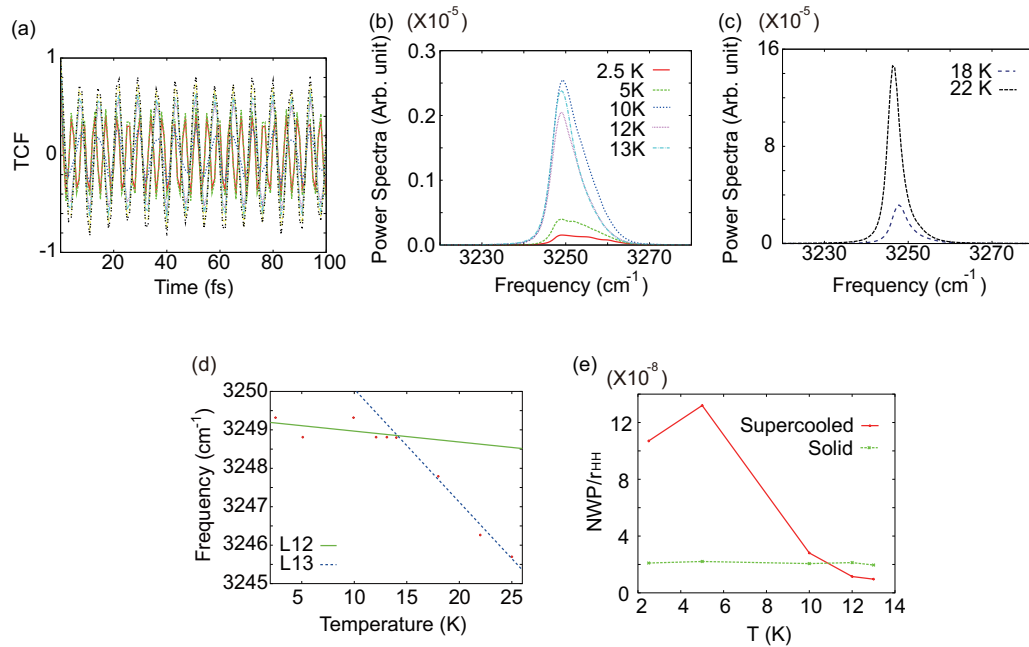 (a)
1
0
-1
TCF
20
40
60
80
100
Time (fs)
(b)
(X10⁻⁵)
0.3
0.2
0.1
0.0
Power Spectra (Arb. unit)
2.5 K
5K
10K
12K
13K
3230
3250
3270
Frequency (cm⁻¹)
(c)
(X10⁻⁵)
16
8
0
Power Spectra (Arb. unit)
18 K
22 K
3230
3250
3270
Frequency (cm⁻¹)
(d)
3250
3249
3248
3247
3246
3245
Frequency (cm⁻¹)
L12
L13
5
10
15
20
25
Temperature (K)
(e)
(X10⁻⁸)
12
8
4
0
NWP/rHH
Supercooled
Solid
2
4
6
8
10
12
14
T (K)